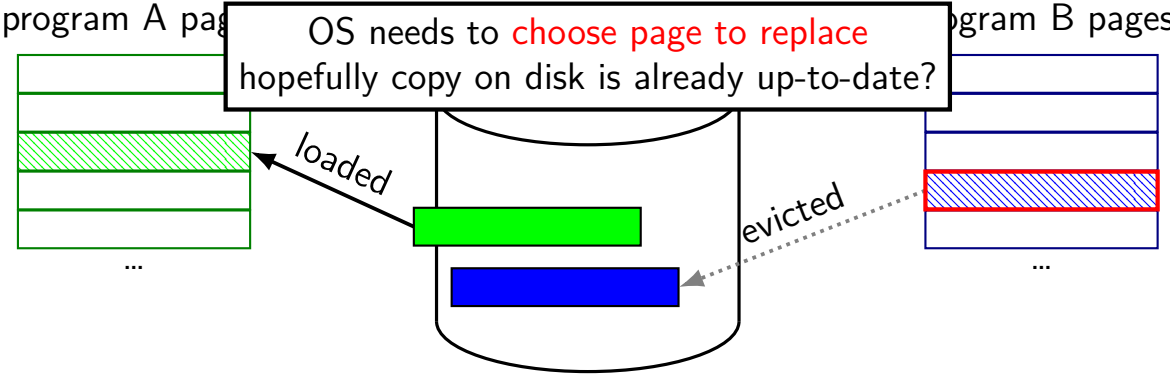 program A pag
OS needs to choose page to replace
hopefully copy on disk is already up-to-date?
ogram B pages
loaded
evicted
...
...